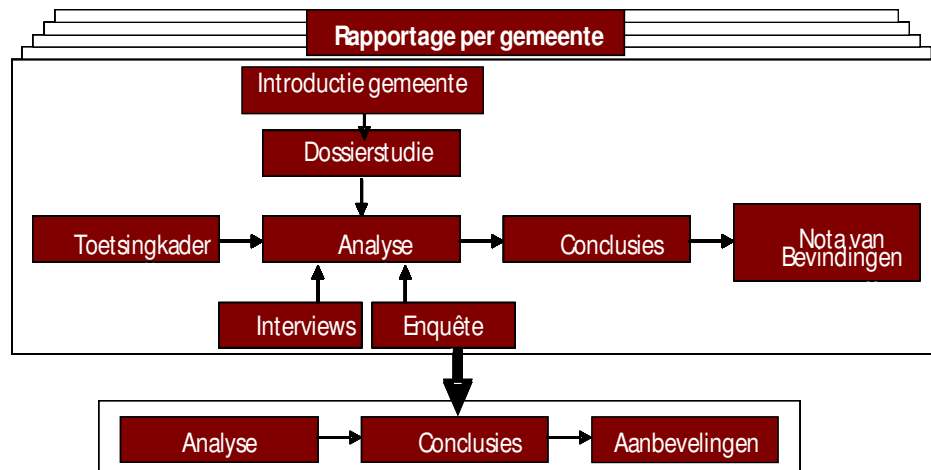 Rapportage per gemeente
Introductie gemeente
Dossierstudie
Toetsingkader
Analyse
Conclusies
Nota van
Bevindingen
Interviews
Enquête
Analyse
Conclusies
Aanbevelingen